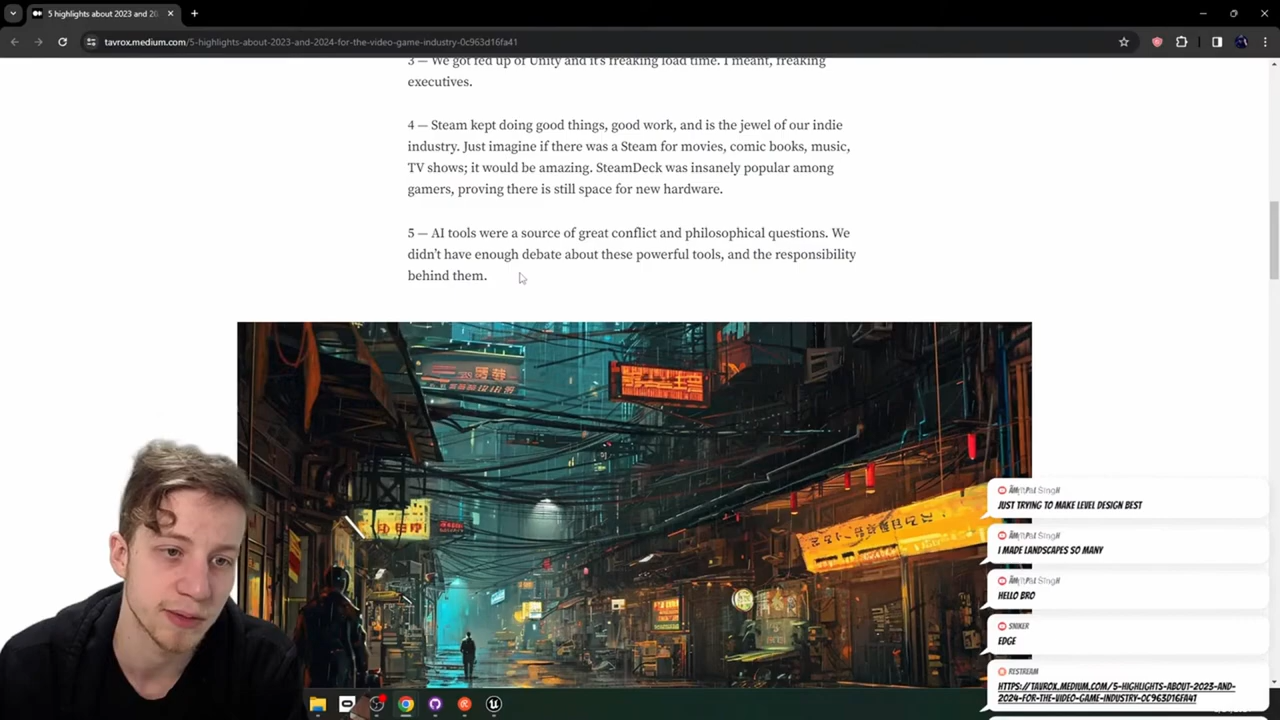 5 highlights about 2023 and 20
tavrox.medium.com/5-highlights-about-2023-and-2024-for-the-video-game-industry-0c963d16fa41
3 — We got fed up of Unity and it's freaking load time. I meant, freaking
executives.
4 — Steam kept doing good things, good work, and is the jewel of our indie
industry. Just imagine if there was a Steam for movies, comic books, music,
TV shows; it would be amazing. SteamDeck was insanely popular among
gamers, proving there is still space for new hardware.
5 — AI tools were a source of great conflict and philosophical questions. We
didn't have enough debate about these powerful tools, and the responsibility
behind them.
SingH
JUST TRYING TO MAKE LEVEL DESIGN BEST
SingH
I MADE LANDSCAPES SO MANY
SingH
HELLO BRO
SNIKER
EDGE
RESTREAM
HTTPS://TAVROX.MEDIUM.COM/5-HIGHLIGHTS-ABOUT-2023-AND-
2024-FOR-THE-VIDEO-GAME-INDUSTRY-0C963D16FA41